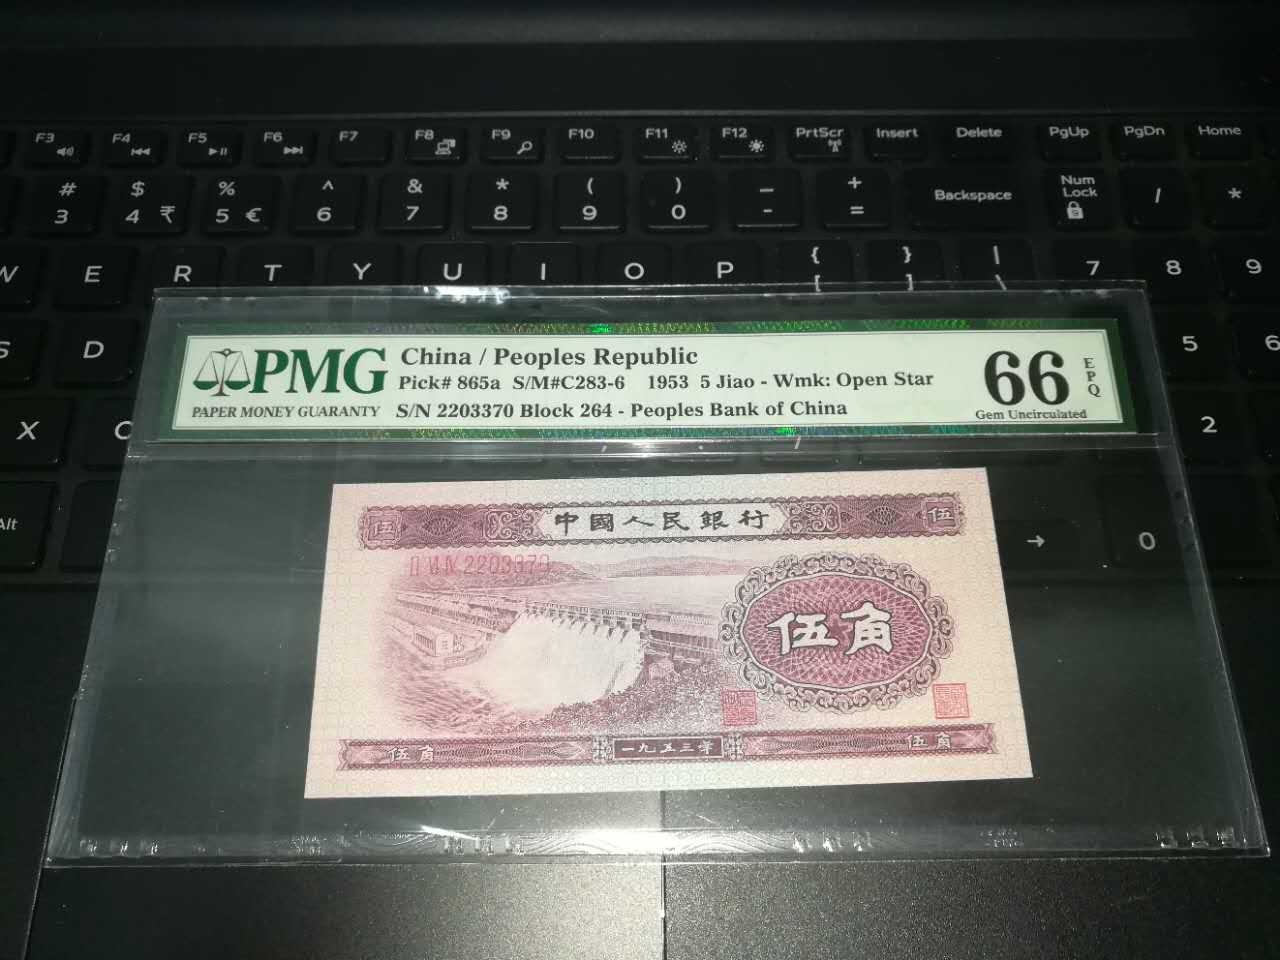 F3 F4 F5 F6 F7 F8 F9 F10 F11 F12 PrtScr Insert Delete PgUp PgDn Home
# $ % ^ & * ( ) _ + Backspace Num Lock / *
3 4 ₹ 5 € 6 7 8 9 0 - =
W E R T Y U I O P { [ } ] | \ 7 8 9
S D 5 6
X C 2
Alt → 0
PMG
PAPER MONEY GUARANTY
China / Peoples Republic
Pick# 865a S/M#C283-6 1953 5 Jiao - Wmk: Open Star
S/N 2203370 Block 264 - Peoples Bank of China
66
EPQ
Gem Uncirculated
伍 中國人民銀行 伍
II VI IV 2203370
伍角
伍角 一九五三年 伍角